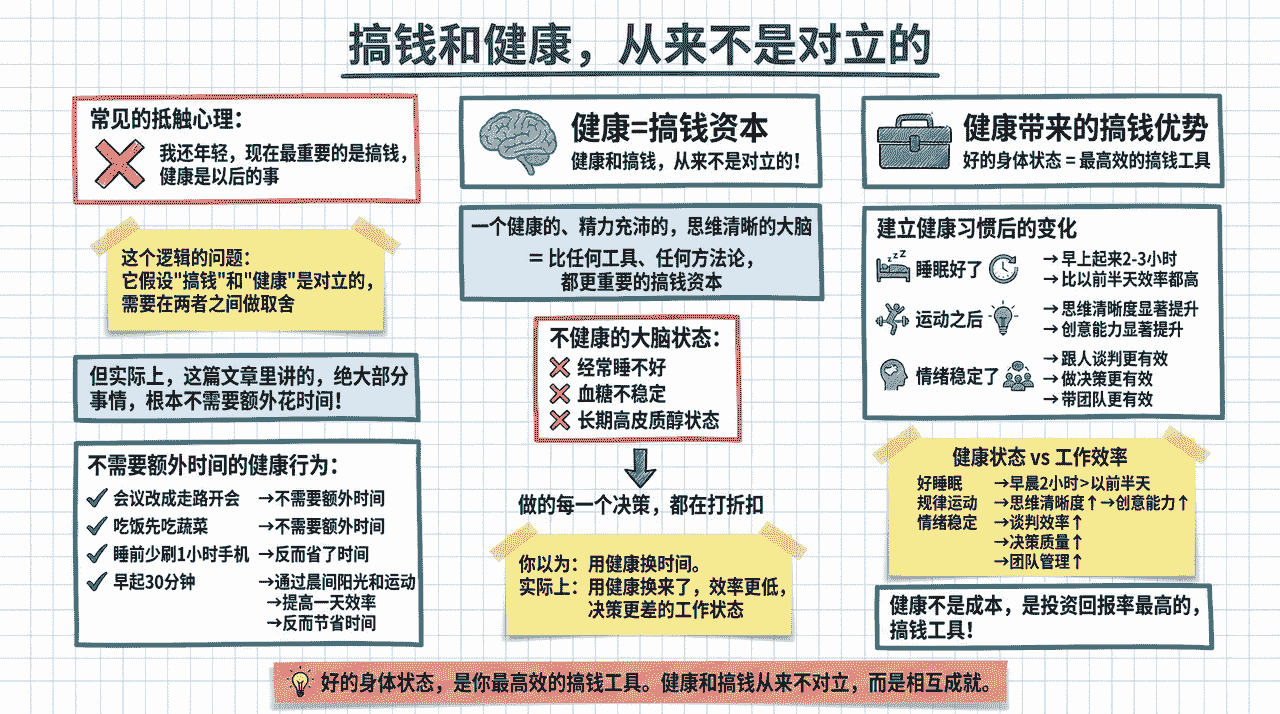 搞钱和健康，从来不是对立的
常见的抵触心理：
我还年轻，现在最重要的是搞钱，
健康是以后的事
这个逻辑的问题：
它假设"搞钱"和"健康"是对立的，
需要在两者之间做取舍
但实际上，这篇文章里讲的，绝大部分
事情，根本不需要额外花时间！
不需要额外时间的健康行为：
会议改成走路开会 →不需要额外时间
吃饭先吃蔬菜 →不需要额外时间
睡前少刷1小时手机 →反而省了时间
早起30分钟 →通过晨间阳光和运动
→提高一天效率
→反而节省时间
健康=搞钱资本
健康和搞钱，从来不是对立的！
一个健康的、精力充沛的，思维清晰的大脑
= 比任何工具、任何方法论，
都更重要的搞钱资本
不健康的大脑状态：
经常睡不好
血糖不稳定
长期高皮质醇状态
做的每一个决策，都在打折扣
你以为：用健康换时间。
实际上：用健康换来了，效率更低，
决策更差的工作状态
健康带来的搞钱优势
好的身体状态 = 最高效的搞钱工具
建立健康习惯后的变化
zzZ
睡眠好了
→早上起来2-3小时
→比以前半天效率都高
运动之后
→思维清晰度显著提升
→创意能力显著提升
情绪稳定了
→跟人谈判更有效
→做决策更有效
→带团队更有效
健康状态 vs 工作效率
好睡眠 →早晨2小时>以前半天
规律运动 →思维清晰度↑→创意能力↑
情绪稳定 →谈判效率↑
→决策质量↑
→团队管理↑
健康不是成本，是投资回报率最高的，
搞钱工具！
好的身体状态，是你最高效的搞钱工具。健康和搞钱从来不对立，而是相互成就。